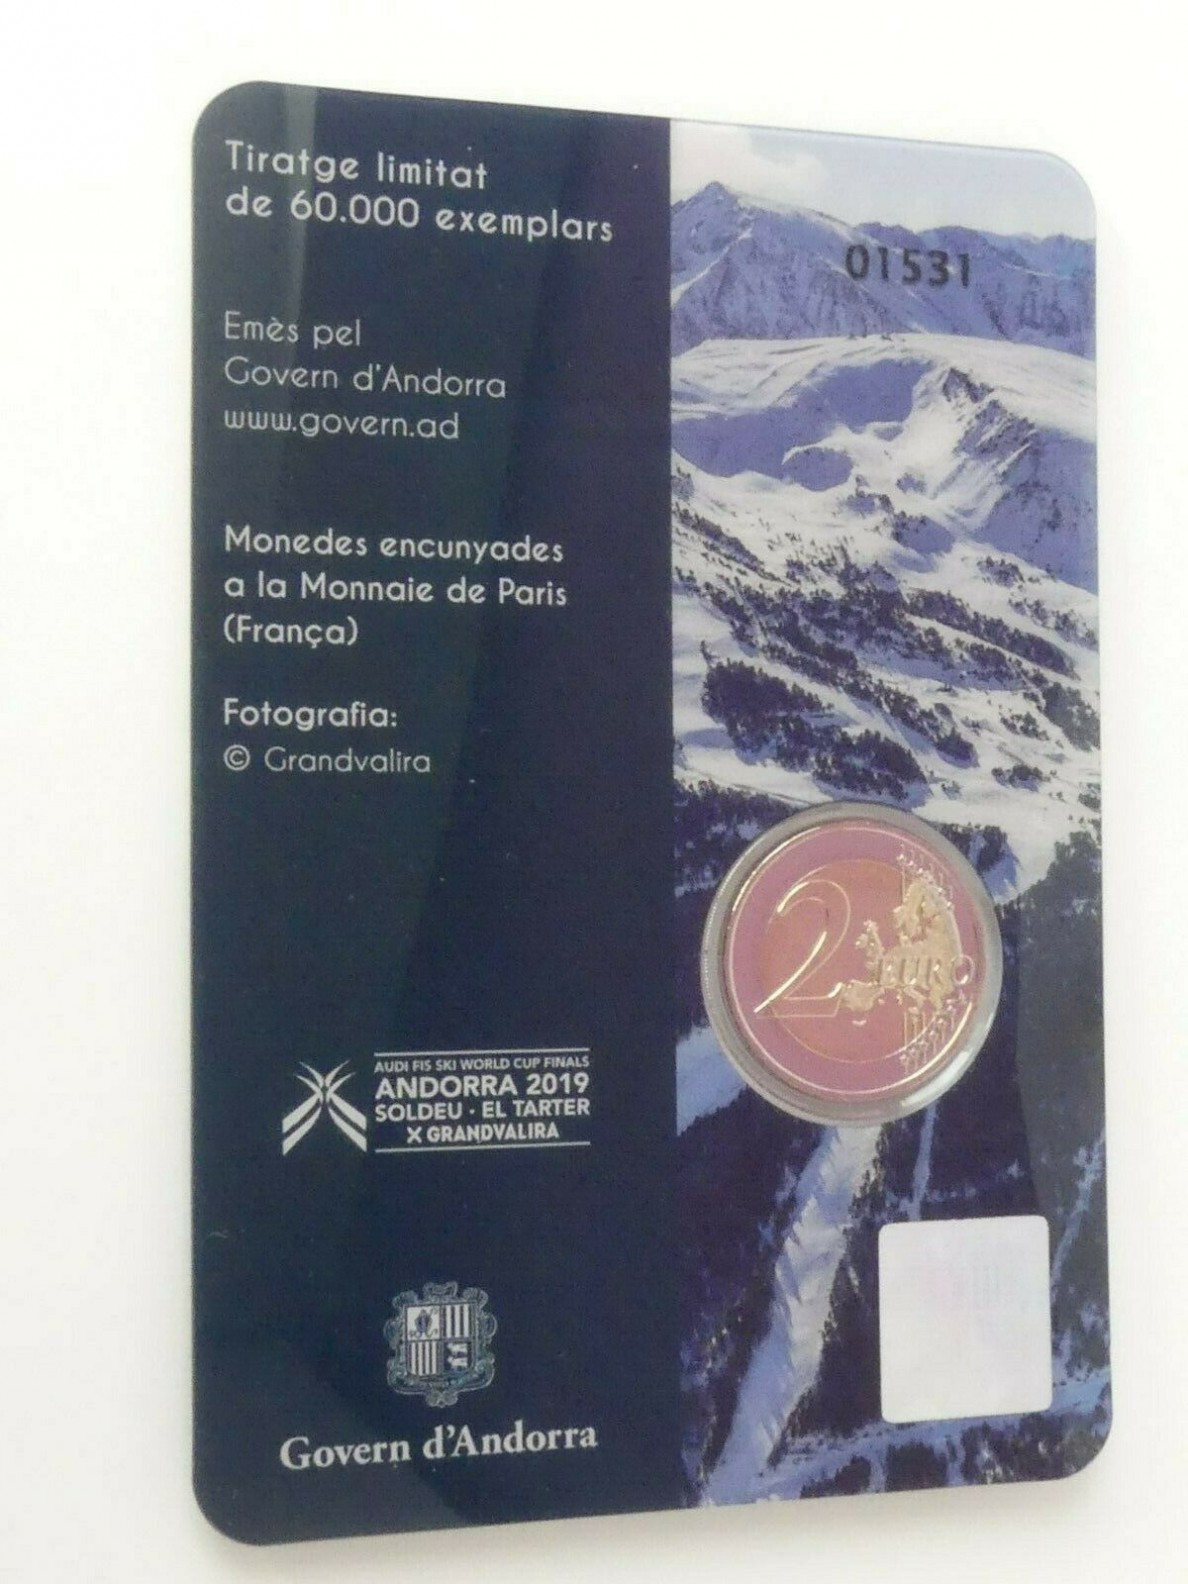 Tiratge limitat
de 60.000 exemplars
01531
Emès pel
Govern d'Andorra
www.govern.ad
Monedes encunyades
a la Monnaie de Paris
(França)
Fotografia:
© Grandvalira
2 EURO
AUDI FIS SKI WORLD CUP FINALS
ANDORRA 2019
SOLDEU · EL TARTER
X GRANDVALIRA
Govern d'Andorra